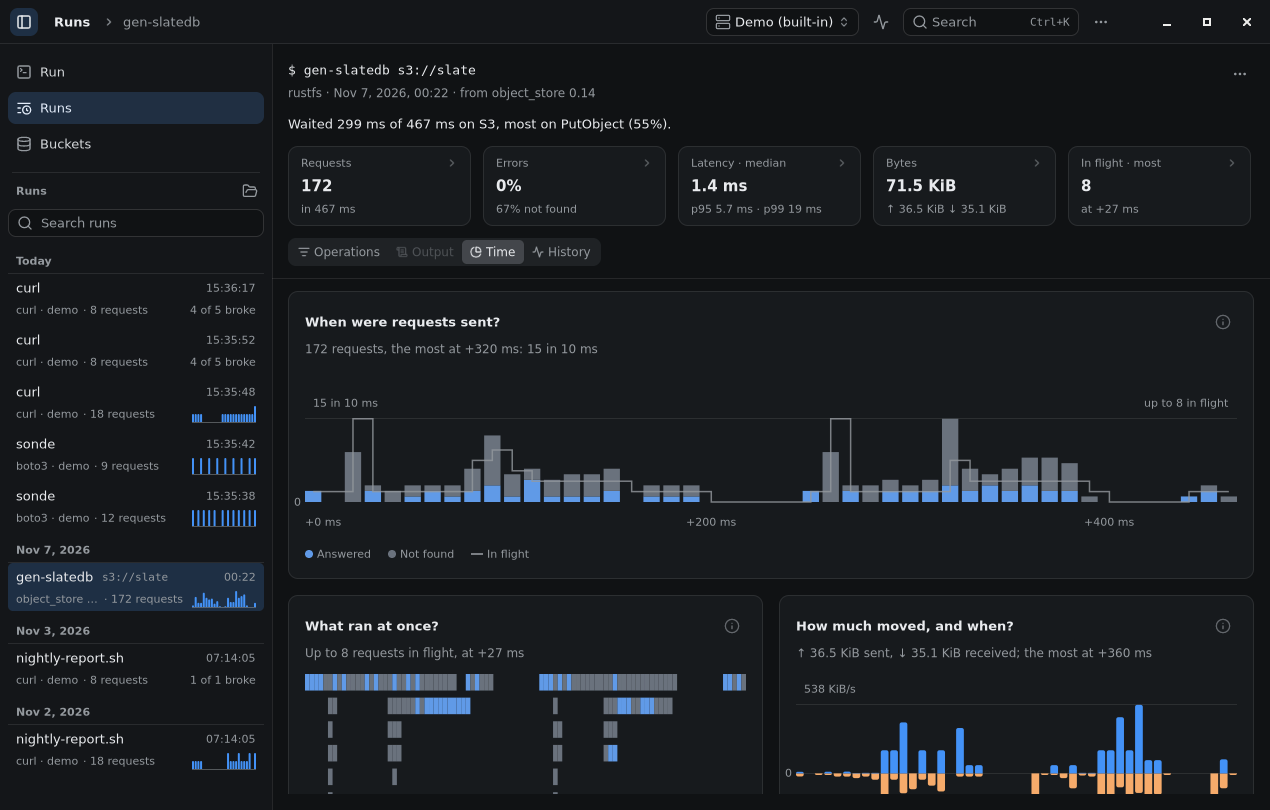 Runs > gen-slatedb
Demo (built-in)
Search Ctrl+K
Run
Runs
Buckets
Runs
Search runs
Today
curl 15:36:17
curl · demo · 8 requests 4 of 5 broke
curl 15:35:52
curl · demo · 8 requests 4 of 5 broke
curl 15:35:48
curl · demo · 18 requests
sonde 15:35:42
boto3 · demo · 9 requests
sonde 15:35:38
boto3 · demo · 12 requests
Nov 7, 2026
gen-slatedb s3://slate 00:22
object_store ... · 172 requests
Nov 3, 2026
nightly-report.sh 07:14:05
curl · demo · 8 requests 1 of 1 broke
Nov 2, 2026
nightly-report.sh 07:14:05
curl · demo · 18 requests
$ gen-slatedb s3://slate
rustfs · Nov 7, 2026, 00:22 · from object_store 0.14
Waited 299 ms of 467 ms on S3, most on PutObject (55%).
Requests
172
in 467 ms
Errors
0%
67% not found
Latency · median
1.4 ms
p95 5.7 ms · p99 19 ms
Bytes
71.5 KiB
↑ 36.5 KiB ↓ 35.1 KiB
In flight · most
8
at +27 ms
Operations Output Time History
When were requests sent?
172 requests, the most at +320 ms: 15 in 10 ms
15 in 10 ms up to 8 in flight
0
+0 ms +200 ms +400 ms
Answered Not found In flight
What ran at once?
Up to 8 requests in flight, at +27 ms
How much moved, and when?
↑ 36.5 KiB sent, ↓ 35.1 KiB received; the most at +360 ms
538 KiB/s
0